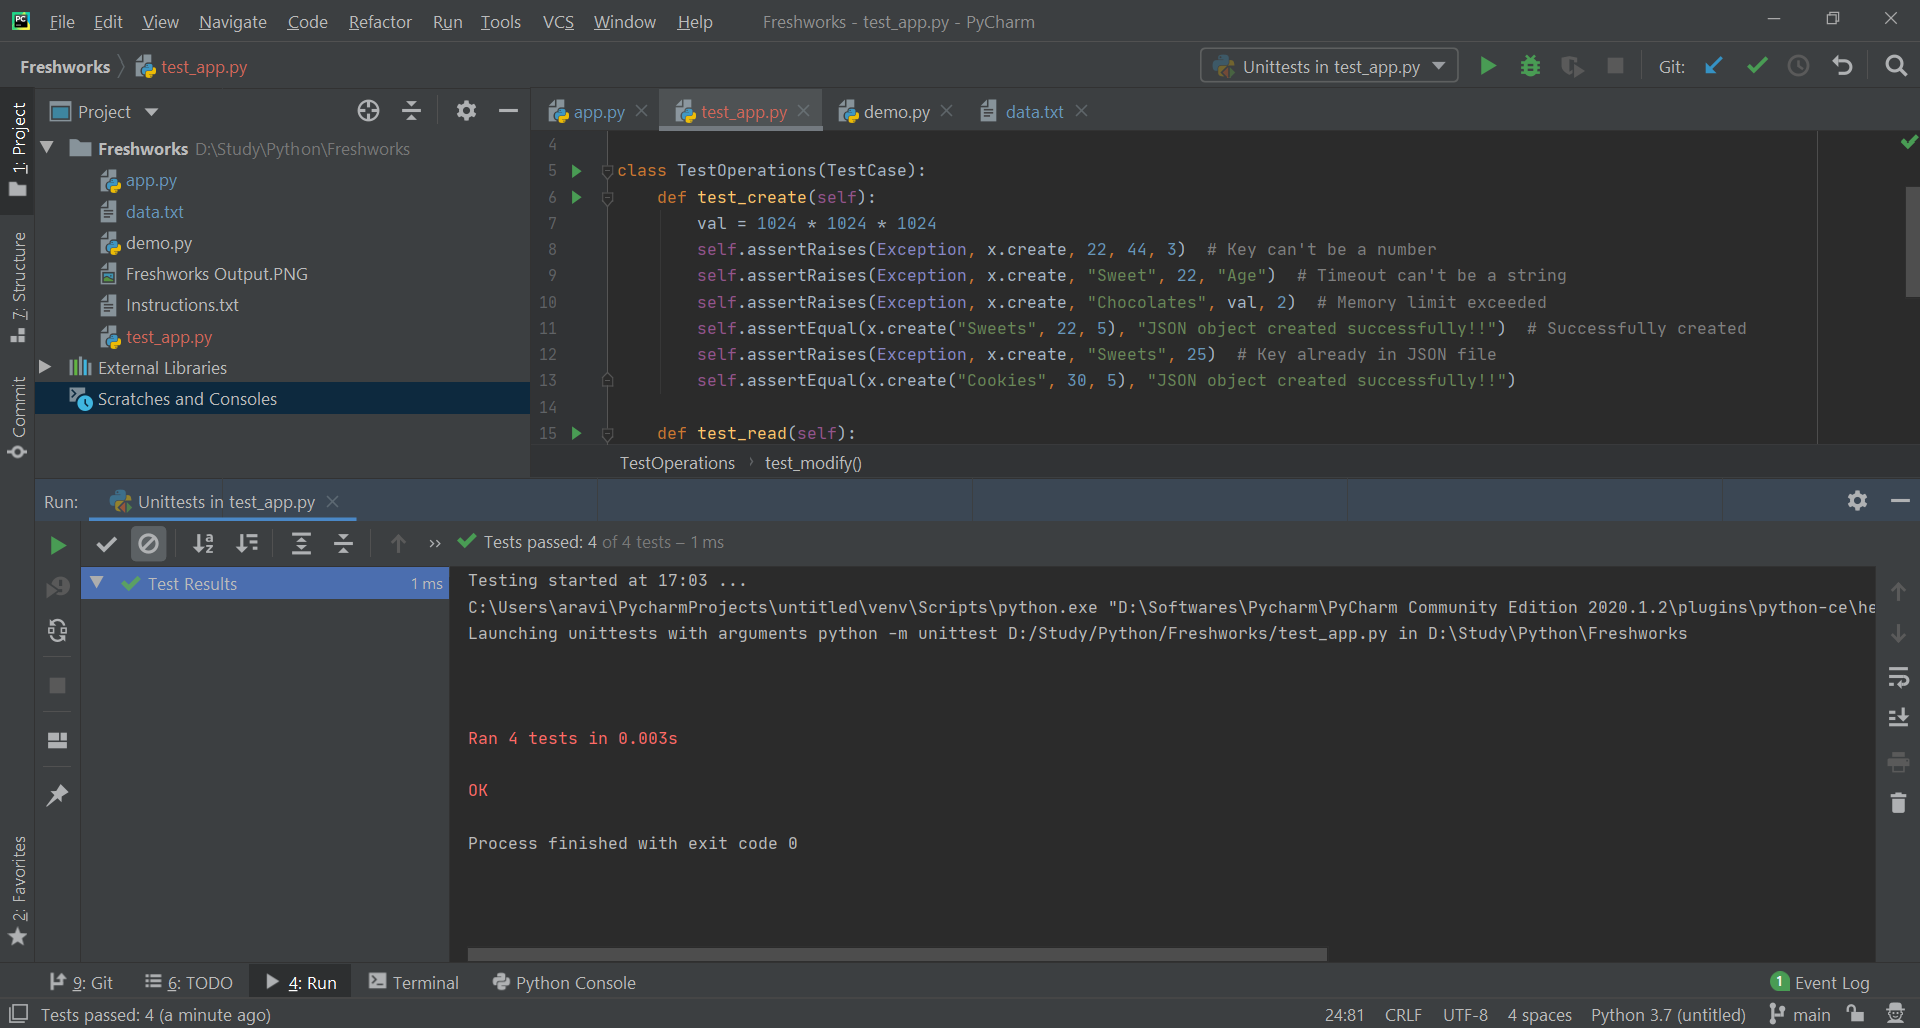 File Edit View Navigate Code Refactor Run Tools VCS Window Help Freshworks - test_app.py - PyCharm
Freshworks test_app.py Unittests in test_app.py Git:
1: Project
7: Structure
Commit
2: Favorites
Project
Freshworks D:\Study\Python\Freshworks
app.py
data.txt
demo.py
Freshworks Output.PNG
Instructions.txt
test_app.py
External Libraries
Scratches and Consoles
app.py test_app.py demo.py data.txt
4
5 class TestOperations(TestCase):
6 def test_create(self):
7 val = 1024 * 1024 * 1024
8 self.assertRaises(Exception, x.create, 22, 44, 3) # Key can't be a number
9 self.assertRaises(Exception, x.create, "Sweet", 22, "Age") # Timeout can't be a string
10 self.assertRaises(Exception, x.create, "Chocolates", val, 2) # Memory limit exceeded
11 self.assertEqual(x.create("Sweets", 22, 5), "JSON object created successfully!!") # Successfully created
12 self.assertRaises(Exception, x.create, "Sweets", 25) # Key already in JSON file
13 self.assertEqual(x.create("Cookies", 30, 5), "JSON object created successfully!!")
14
15 def test_read(self):
TestOperations › test_modify()
Run: Unittests in test_app.py
» Tests passed: 4 of 4 tests – 1 ms
Test Results 1 ms
Testing started at 17:03 ...
C:\Users\aravi\PycharmProjects\untitled\venv\Scripts\python.exe "D:\Softwares\Pycharm\PyCharm Community Edition 2020.1.2\plugins\python-ce\he
Launching unittests with arguments python -m unittest D:/Study/Python/Freshworks/test_app.py in D:\Study\Python\Freshworks
Ran 4 tests in 0.003s
OK
Process finished with exit code 0
9: Git 6: TODO 4: Run Terminal Python Console 1 Event Log
Tests passed: 4 (a minute ago) 24:81 CRLF UTF-8 4 spaces Python 3.7 (untitled) main